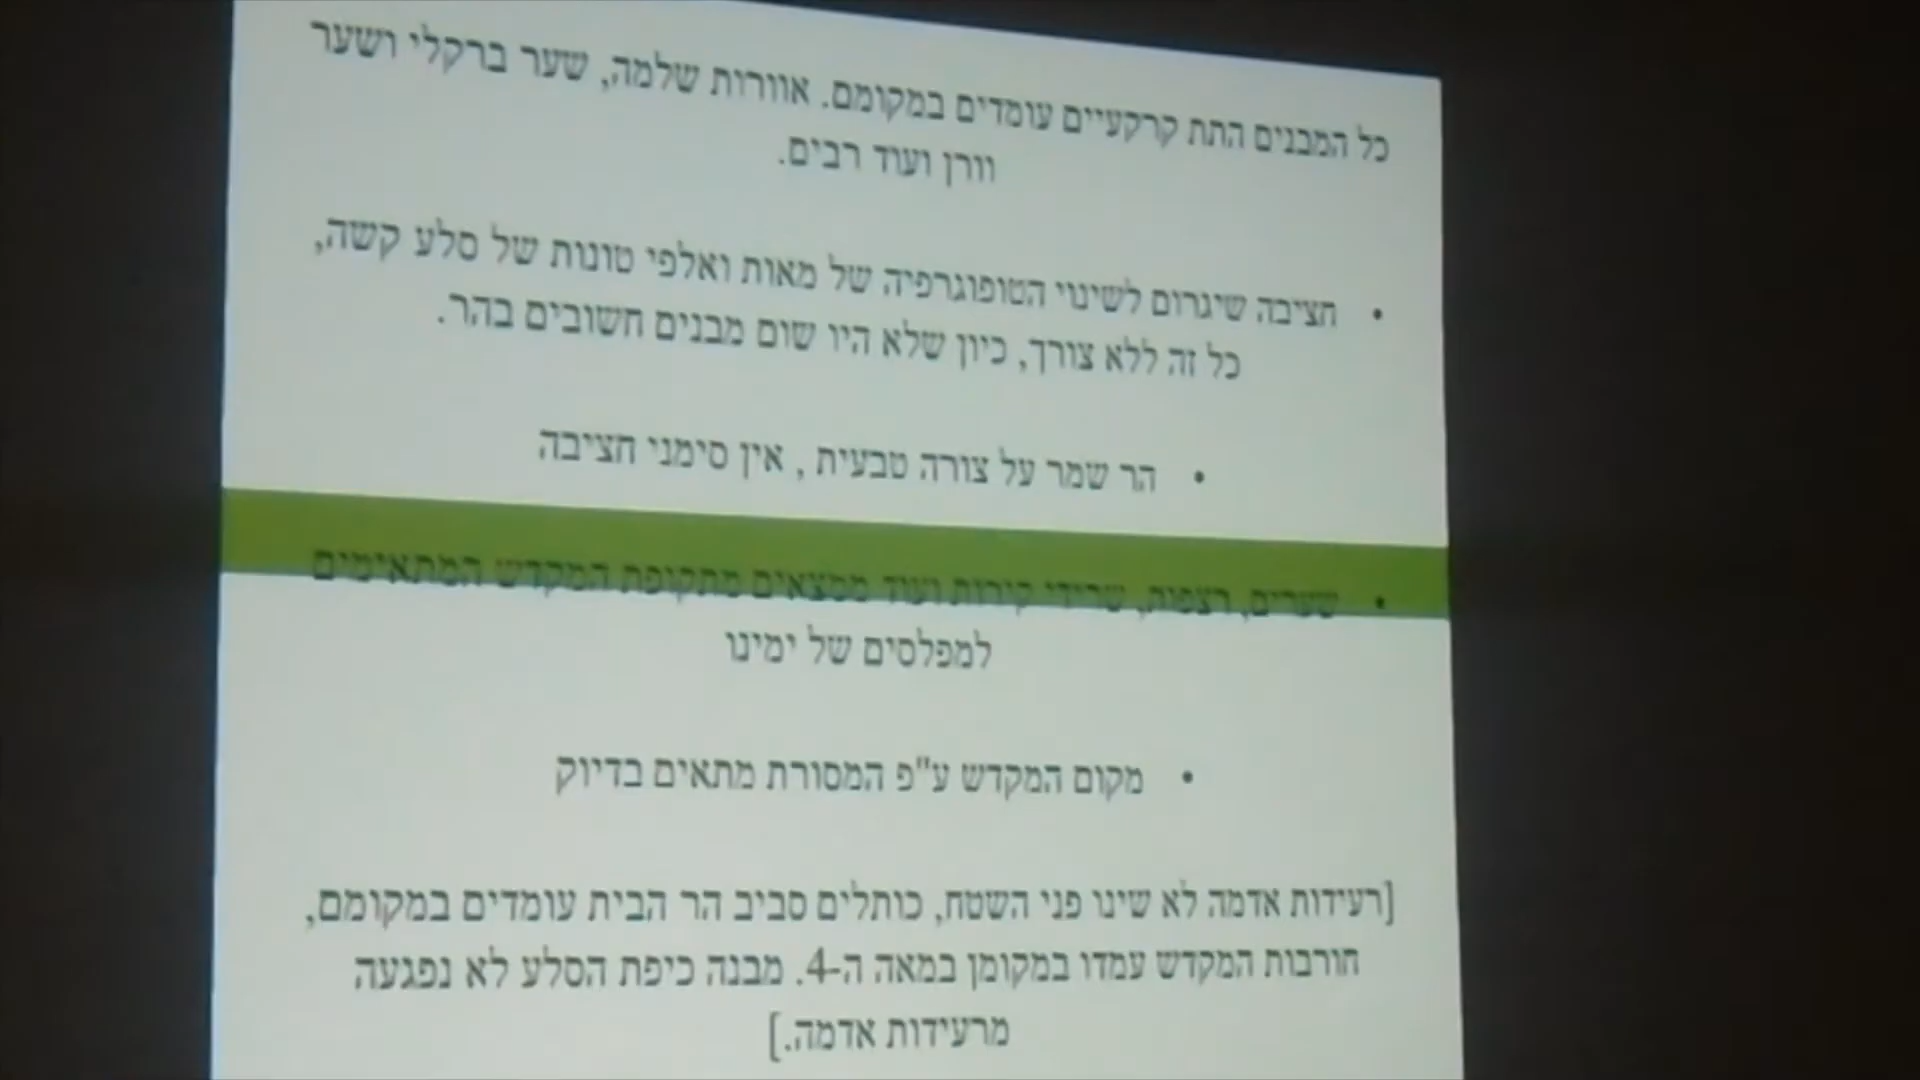 כל המבנים התת קרקעיים עומדים במקומם. אוורות שלמה, שער ברקלי ושער
וורן ועוד רבים.
• חציבה שיגרום לשינוי הטופוגרפיה של מאות ואלפי טונות של סלע קשה,
כל זה ללא צורך, כיון שלא היו שום מבנים חשובים בהר.
• הר שמר על צורה טבעית , אין סימני חציבה
• שערים, רצפות, שרידי קירות ועוד ממצאים מתקופת המקדש המתאימים
למפלסים של ימינו
• מקום המקדש ע"פ המסורת מתאים בדיוק
[רעידות אדמה לא שינו פני השטח, כותלים סביב הר הבית עומדים במקומם,
חורבות המקדש עמדו במקומן במאה ה-4. מבנה כיפת הסלע לא נפגעה
מרעידות אדמה.]